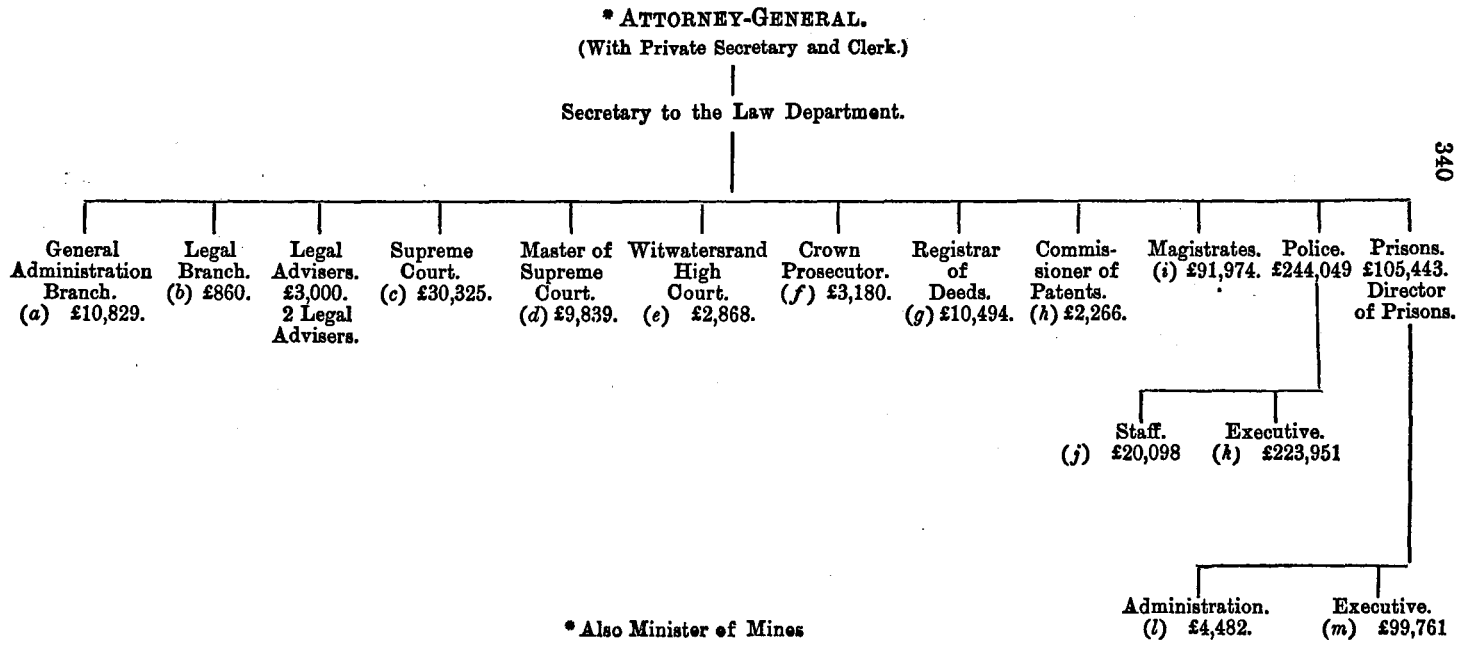 * ATTORNEY-GENERAL.
(With Private Secretary and Clerk.)
Secretary to the Law Department.
340
General
Administration
Branch.
(a) £10,829.
Legal
Branch.
(b) £860.
Legal
Advisers.
£3,000.
2 Legal
Advisers.
Supreme
Court.
(c) £30,325.
Master of
Supreme
Court.
(d) £9,839.
Witwatersrand
High
Court.
(e) £2,868.
Crown
Prosecutor.
(f) £3,180.
Registrar
of
Deeds.
(g) £10,494.
Commis-
sioner of
Patents.
(h) £2,266.
Magistrates.
(i) £91,974.
Police.
£244,049
Prisons.
£105,443.
Director
of Prisons.
Staff.
(j) £20,098
Executive.
(k) £223,951
Administration.
(l) £4,482.
Executive.
(m) £99,761
* Also Minister of Mines